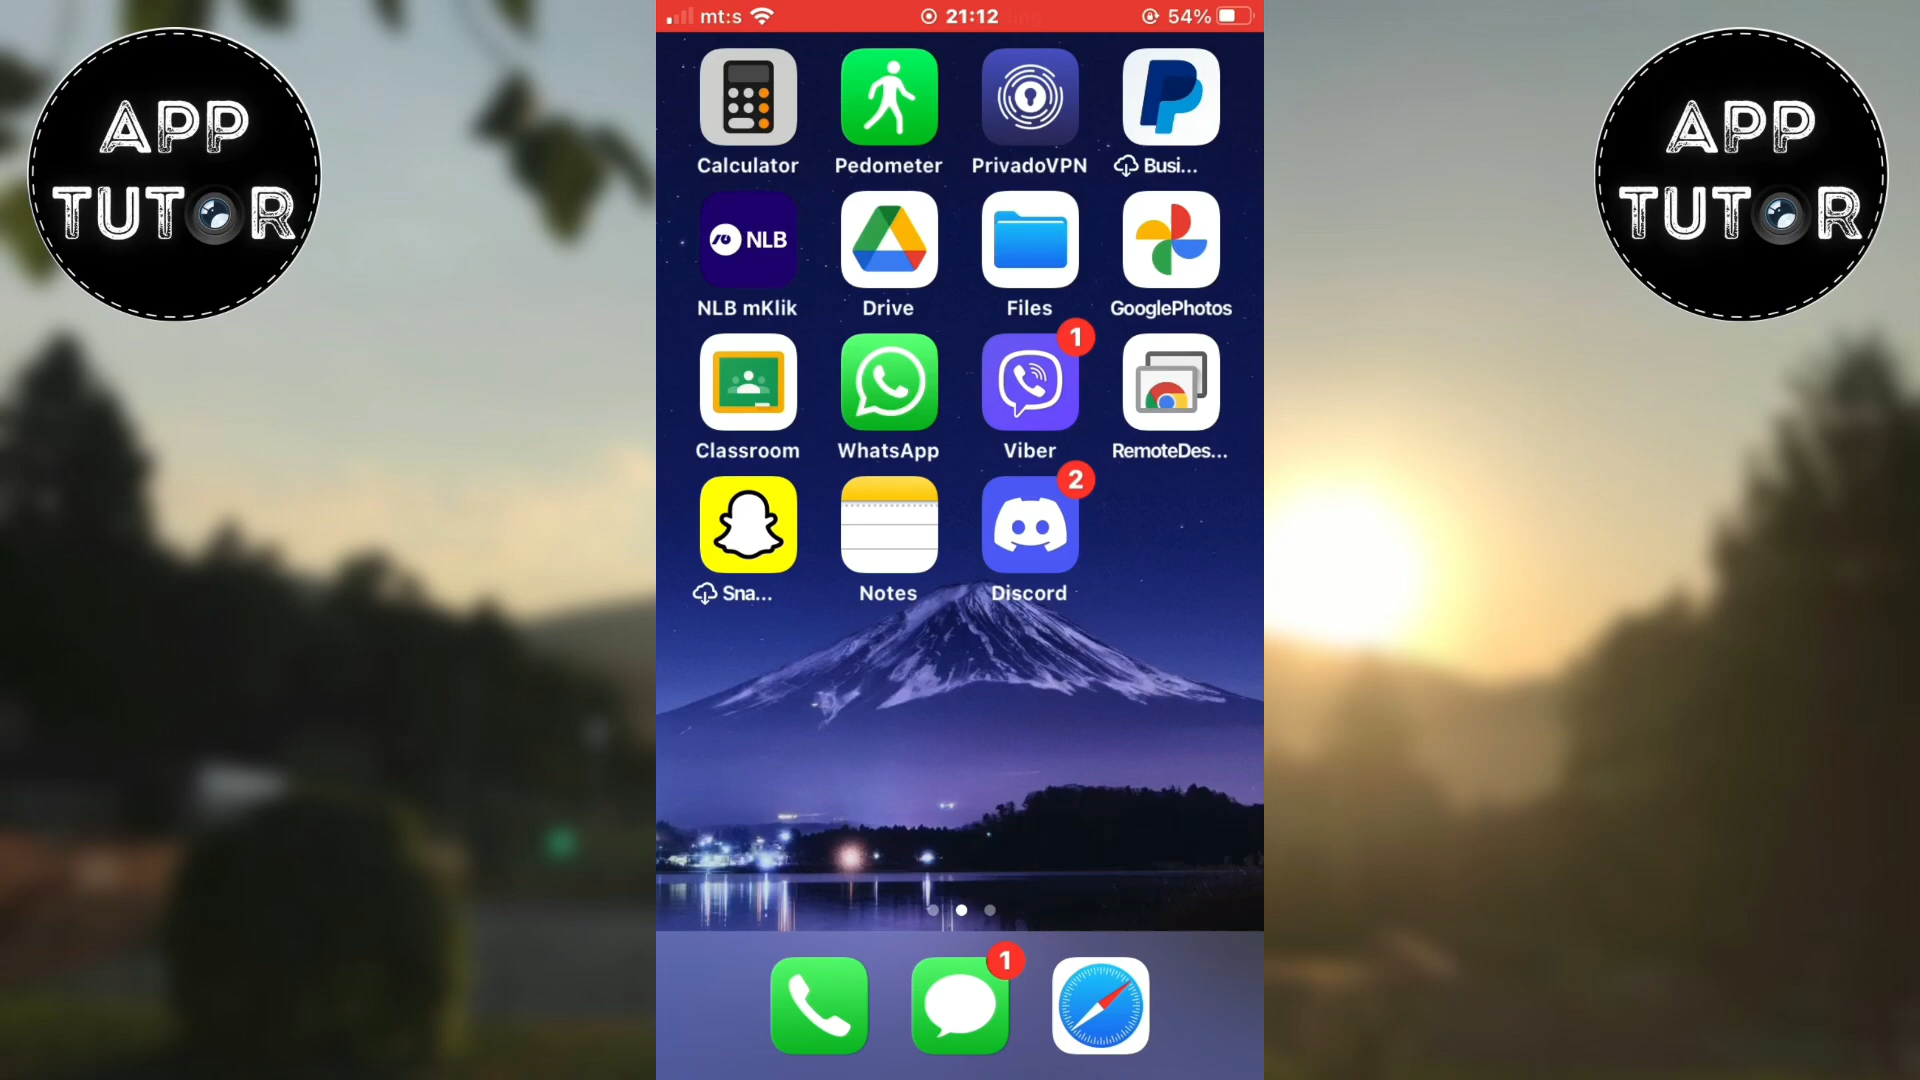 APP
TUTOR
APP
TUTOR
mt:s 21:12 54%
Calculator Pedometer PrivadoVPN Busi...
NLB
NLB mKlik Drive Files GooglePhotos
1
Classroom WhatsApp Viber RemoteDes...
2
Sna... Notes Discord
1